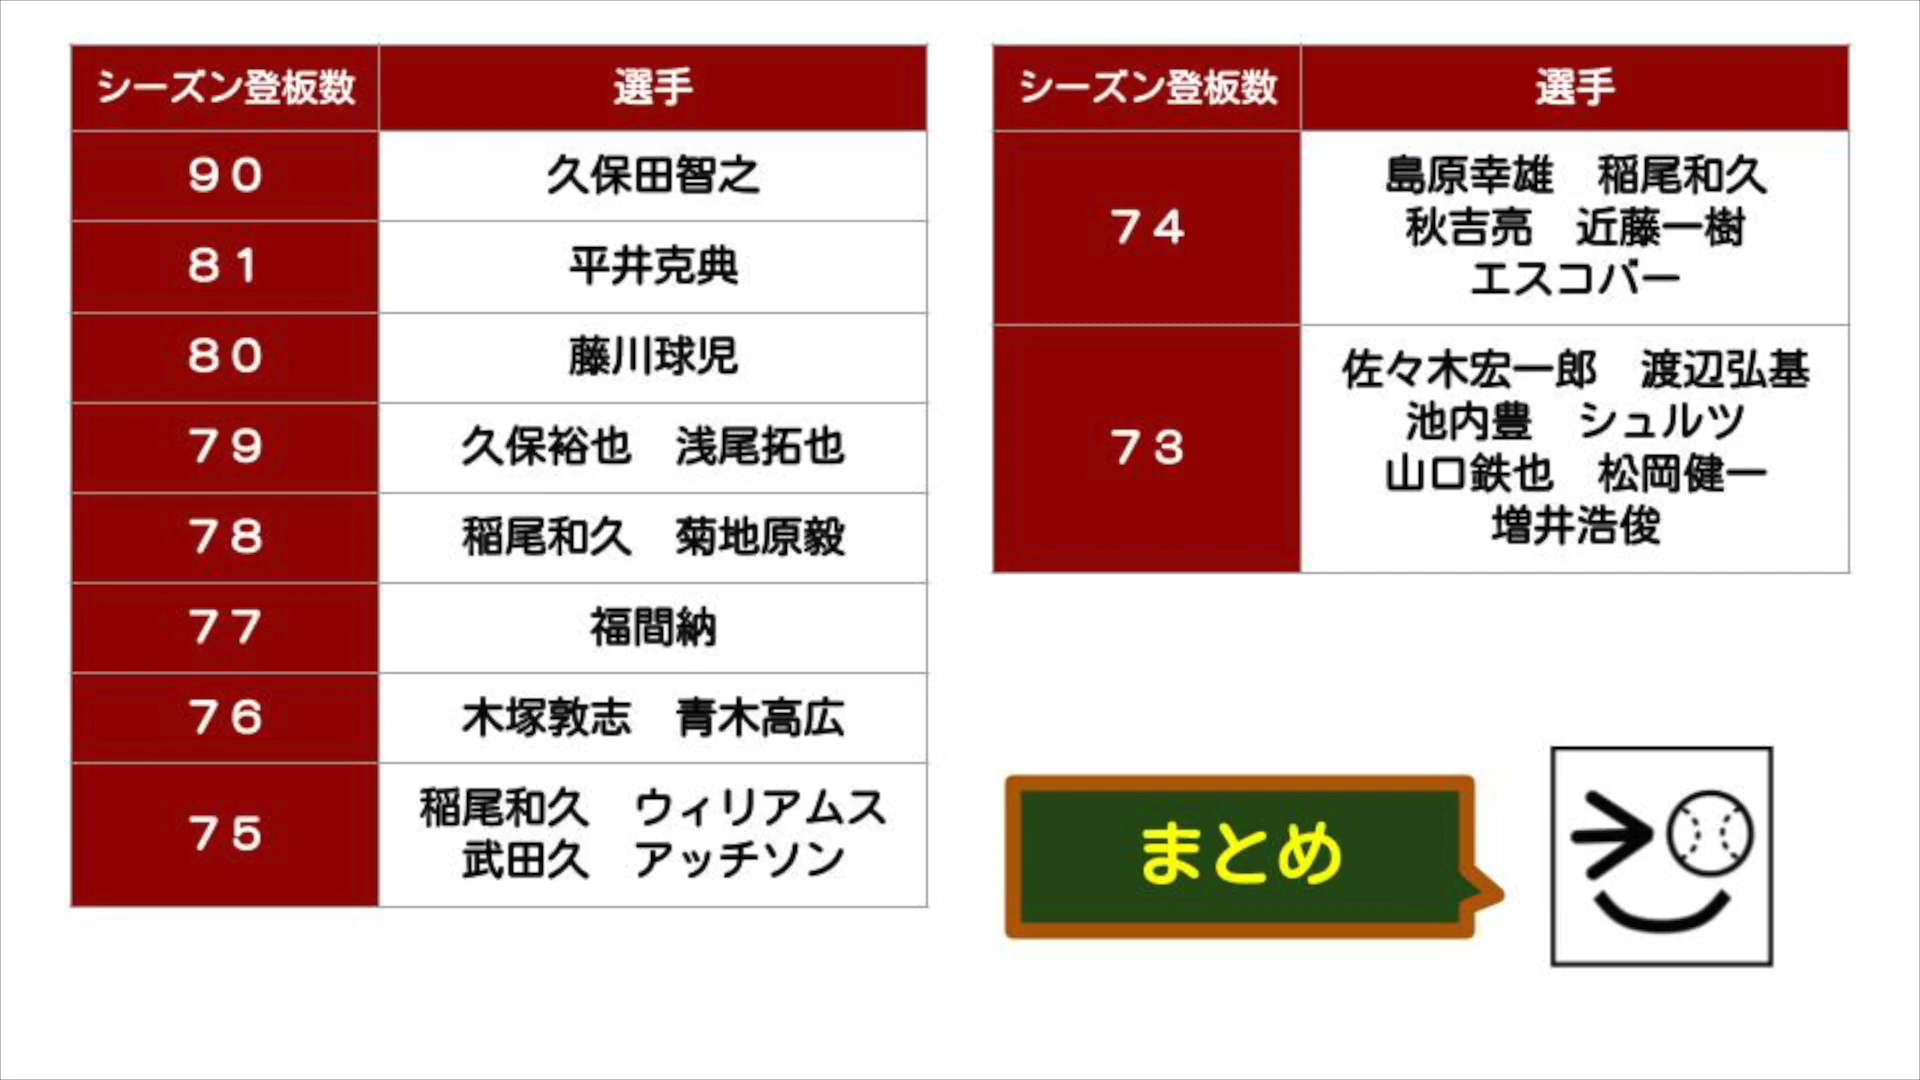 シーズン登板数 選手
９０ 久保田智之
８１ 平井克典
８０ 藤川球児
７９ 久保裕也　浅尾拓也
７８ 稲尾和久　菊地原毅
７７ 福間納
７６ 木塚敦志　青木高広
７５ 稲尾和久　ウィリアムス
武田久　アッチソン
シーズン登板数 選手
７４ 島原幸雄　稲尾和久
秋吉亮　近藤一樹
エスコバー
７３ 佐々木宏一郎　渡辺弘基
池内豊　シュルツ
山口鉄也　松岡健一
増井浩俊
まとめ